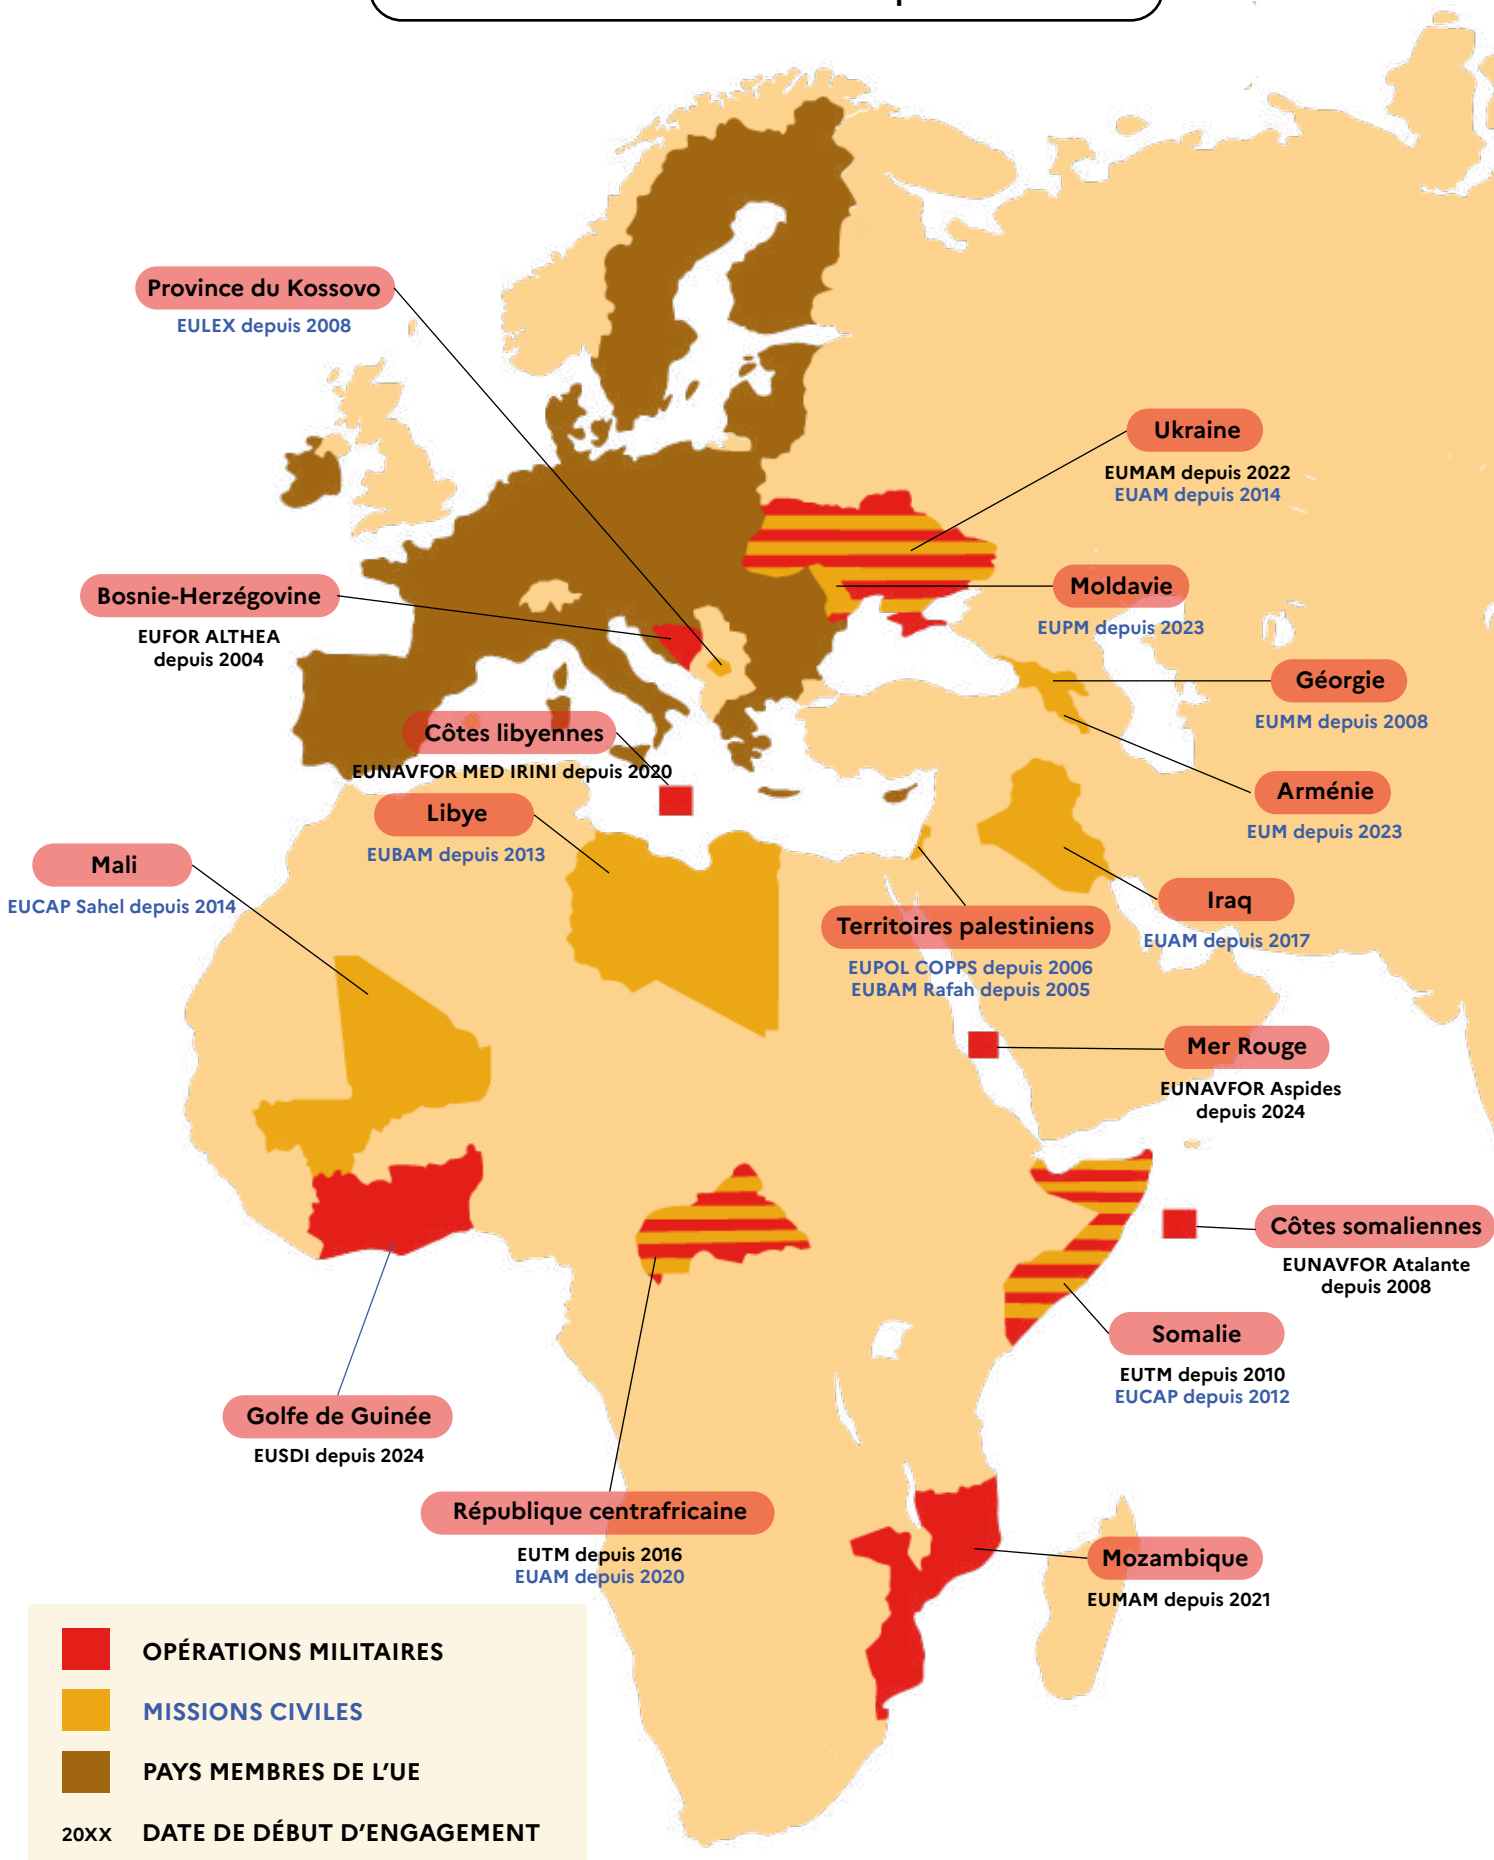 Province du Kossovo
EULEX depuis 2008
Ukraine
EUMAM depuis 2022
EUAM depuis 2014
Bosnie-Herzégovine
EUFOR ALTHEA
depuis 2004
Moldavie
EUPM depuis 2023
Géorgie
EUMM depuis 2008
Côtes libyennes
EUNAVFOR MED IRINI depuis 2020
Arménie
EUM depuis 2023
Libye
EUBAM depuis 2013
Mali
EUCAP Sahel depuis 2014
Iraq
EUAM depuis 2017
Territoires palestiniens
EUPOL COPPS depuis 2006
EUBAM Rafah depuis 2005
Mer Rouge
EUNAVFOR Aspides
depuis 2024
Côtes somaliennes
EUNAVFOR Atalante
depuis 2008
Somalie
EUTM depuis 2010
EUCAP depuis 2012
Golfe de Guinée
EUSDI depuis 2024
République centrafricaine
EUTM depuis 2016
EUAM depuis 2020
Mozambique
EUMAM depuis 2021
OPÉRATIONS MILITAIRES
MISSIONS CIVILES
PAYS MEMBRES DE L'UE
20XX DATE DE DÉBUT D'ENGAGEMENT